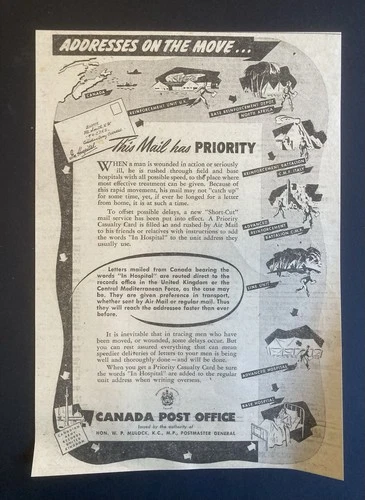 ADDRESSES ON THE MOVE...
CANADA
REINFORCEMENT UNIT U.K.
BASE REINFORCEMENT DEPOT
NORTH AFRICA
In Hospital
This Mail has PRIORITY
WHEN a man is wounded in action or seriously
ill, he is rushed through field and base
hospitals with all possible speed, to the place where
most effective treatment can be given. Because of
this rapid movement, his mail may not "catch up"
for some time, yet, if ever he longed for a letter
from home, it is at such a time.
REINFORCEMENT BATTALION
C.M.F. ITALY
To offset possible delays, a new "Short-Cut"
mail service has been put into effect. A Priority
Casualty Card is filled in and rushed by Air Mail
to his friends or relatives with instructions to add
the words "In Hospital" to the unit address they
usually use.
ADVANCED
REINFORCEMENT
BATTALION C.M.F.
Letters mailed from Canada bearing the
words "In Hospital" are routed direct to the
records office in the United Kingdom or the
Central Mediterranean Force, as the case may
be. They are given preference in transport,
whether sent by Air Mail or regular mail. Thus
they will reach the addressee faster than ever
before.
LINE UNIT
It is inevitable that in tracing men who have
been moved, or wounded, some delays occur. But
you can rest assured everything that can mean
speedier deliveries of letters to your men is being
well and thoroughly done—and will be done.
ADVANCED HOSPITAL
When you get a Priority Casualty Card be sure
the words "In Hospital" are added to the regular
unit address when writing overseas.
BASE HOSPITAL
CANADA POST OFFICE
Issued by the authority of
HON. W. P. MULOCK, K.C., M.P., POSTMASTER GENERAL